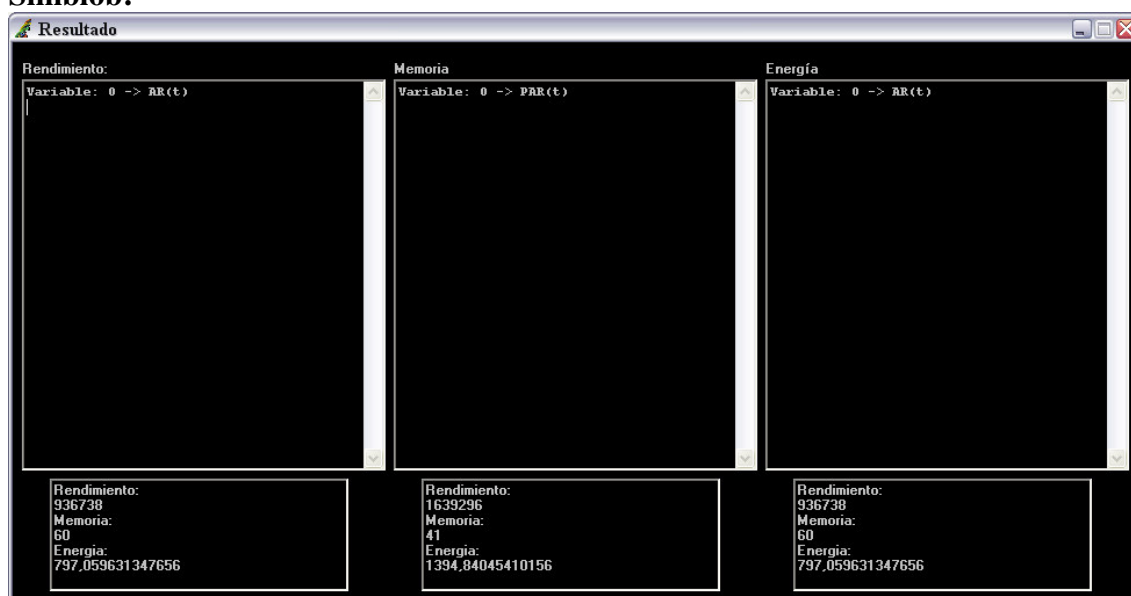 Simblob:
Resultado
Rendimiento:
Variable: 0 -> AR(t)
Memoria
Variable: 0 -> PAR(t)
Energía
Variable: 0 -> AR(t)
Rendimiento:
936738
Memoria:
60
Energia:
797,059631347656
Rendimiento:
1639296
Memoria:
41
Energia:
1394,84045410156
Rendimiento:
936738
Memoria:
60
Energia:
797,059631347656